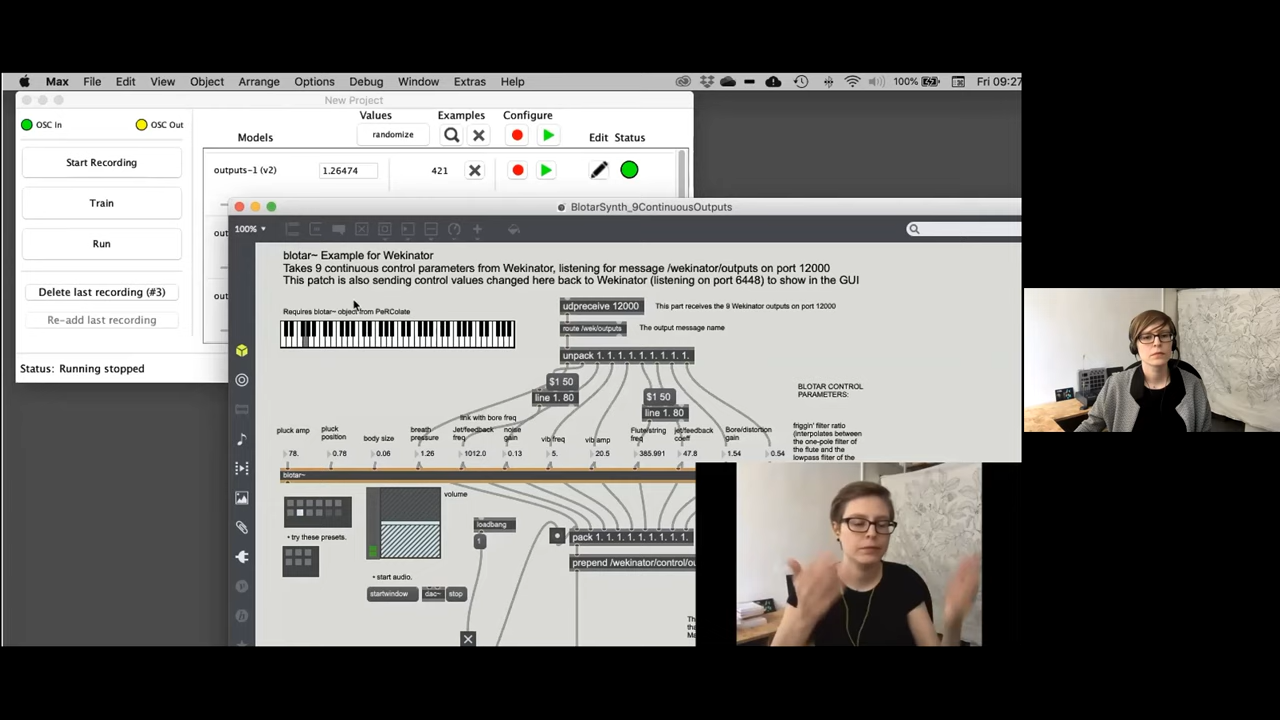 Max File Edit View Object Arrange Options Debug Window Extras Help 100% Fri 09:27
New Project
OSC In OSC Out
Values Examples Configure
Models randomize Edit Status
Start Recording
outputs-1 (v2) 1.26474 421
Train
Run
Delete last recording (#3)
Re-add last recording
Status: Running stopped
BlotarSynth_9ContinuousOutputs
100%
blotar~ Example for Wekinator
Takes 9 continuous control parameters from Wekinator, listening for message /wekinator/outputs on port 12000
This patch is also sending control values changed here back to Wekinator (listening on port 6448) to show in the GUI
Requires blotar~ object from PeRColate
udpreceive 12000 This part receives the 9 Wekinator outputs on port 12000
route /wek/outputs The output message name
unpack 1. 1. 1. 1. 1. 1. 1. 1. 1.
$1 50
line 1. 80
$1 50
line 1. 80
BLOTAR CONTROL
PARAMETERS:
link with bore freq
pluck amp
pluck
position
body size
breath
pressure
Jet/feedback
freq
noise
gain
vib freq
vib amp
Flute/string
freq
jet/feedback
coeff
Bore/distortion
gain
friggin' filter ratio
(interpolates between
the one-pole filter of
the flute and the
lowpass filter of the
78. 0.76 0.06 1.26 1012.0 0.13 5. 20.5 385.991 47.8 1.54 0.54
blotar~
volume
• try these presets.
loadbang
1
pack 1. 1. 1. 1. 1. 1. 1. 1. 1.
prepend /wekinator/control/ou
• start audio.
startwindow dac~ stop